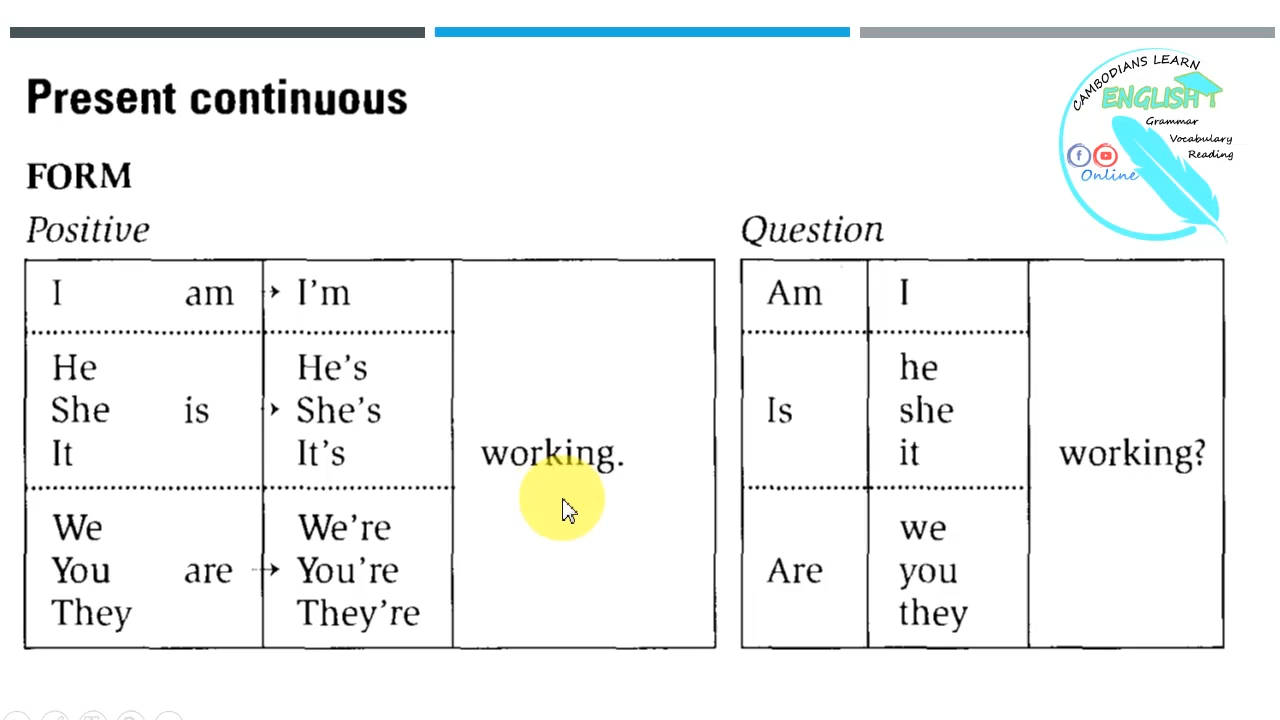 CAMBODIANS LEARN
ENGLISH
Grammar
Vocabulary
Reading
Online
Present continuous
FORM
Positive
I am I'm
He He's
She is She's
It It's
working.
We We're
You are You're
They They're
Question
Am I
he
Is she
it
working?
we
Are you
they